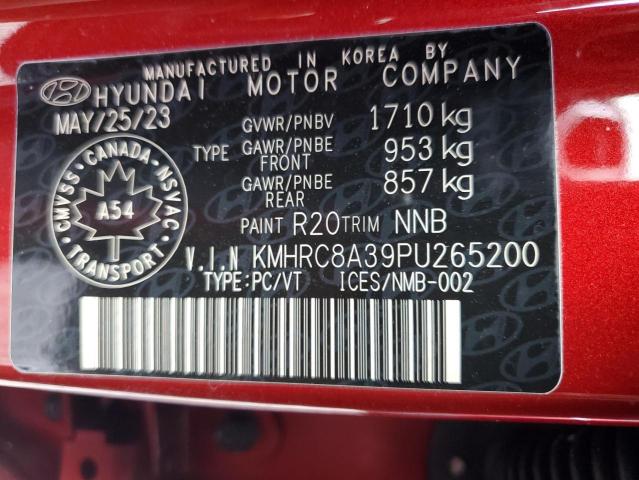 MANUFACTURED IN KOREA BY
HYUNDAI MOTOR COMPANY
MAY/25/23
GVWR/PNBV 1710 kg
TYPE GAWR/PNBE FRONT 953 kg
GAWR/PNBE REAR 857 kg
PAINT R20 TRIM NNB
CMVSS · CANADA · NSVAC
A54
TRANSPORT
V.I.N KMHRC8A39PU265200
TYPE:PC/VT ICES/NMB-002